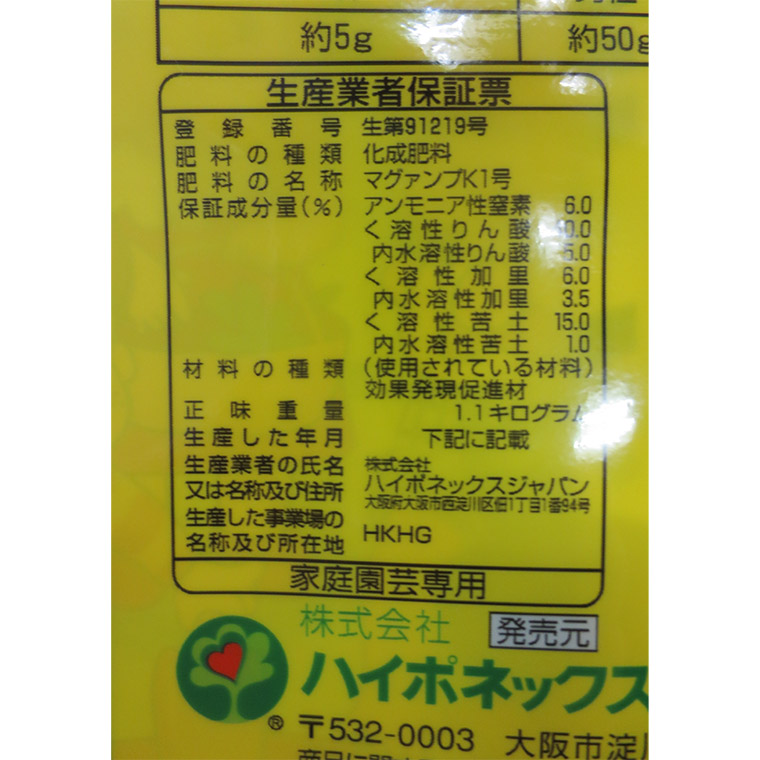 約5g 約50g
生産業者保証票
登録番号 生第91219号
肥料の種類 化成肥料
肥料の名称 マグァンプK1号
保証成分量(%) アンモニア性窒素 6.0
く溶性りん酸 40.0
内水溶性りん酸 5.0
く溶性加里 6.0
内水溶性加里 3.5
く溶性苦土 15.0
内水溶性苦土 1.0
材料の種類 (使用されている材料)
効果発現促進材
正味重量 1.1キログラム
生産した年月 下記に記載
生産業者の氏名 株式会社
又は名称及び住所 ハイポネックスジャパン
大阪府大阪市西淀川区佃1丁目1番94号
生産した事業場の
名称及び所在地 HKHG
家庭園芸専用
株式会社 発売元
ハイポネックス
® 〒532-0003 大阪市淀